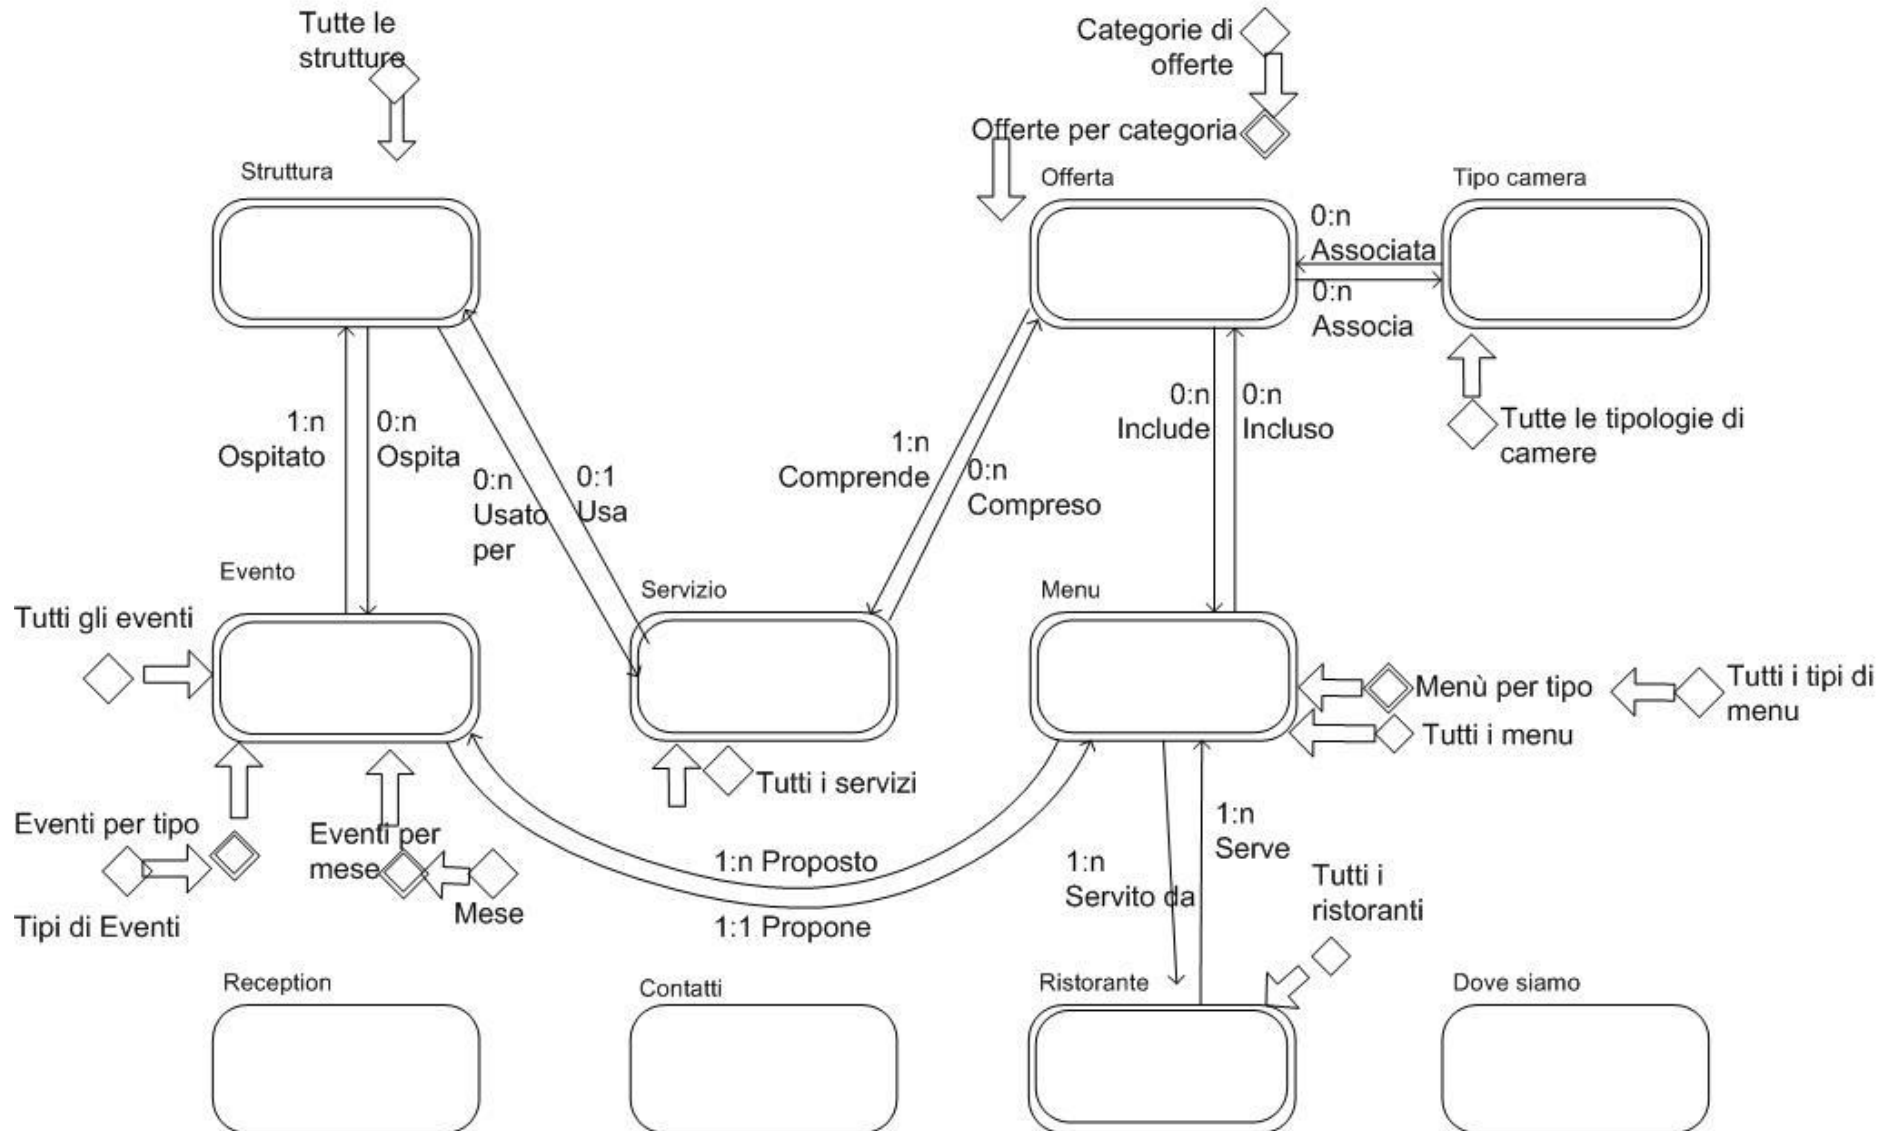 Tutte le
strutture
Categorie di
offerte
Offerte per categoria
Struttura
Offerta
Tipo camera
0:n
Associata
0:n
Associa
1:n
Ospitato
0:n
Ospita
0:n
Usato
per
0:1
Usa
1:n
Comprende
0:n
Compreso
0:n
Include
0:n
Incluso
Tutte le tipologie di
camere
Evento
Servizio
Menu
Tutti gli eventi
Menù per tipo
Tutti i tipi di
menu
Tutti i menu
Tutti i servizi
Eventi per tipo
Eventi per
mese
Mese
Tipi di Eventi
1:n Proposto
1:1 Propone
1:n
Servito da
1:n
Serve
Tutti i
ristoranti
Reception
Contatti
Ristorante
Dove siamo